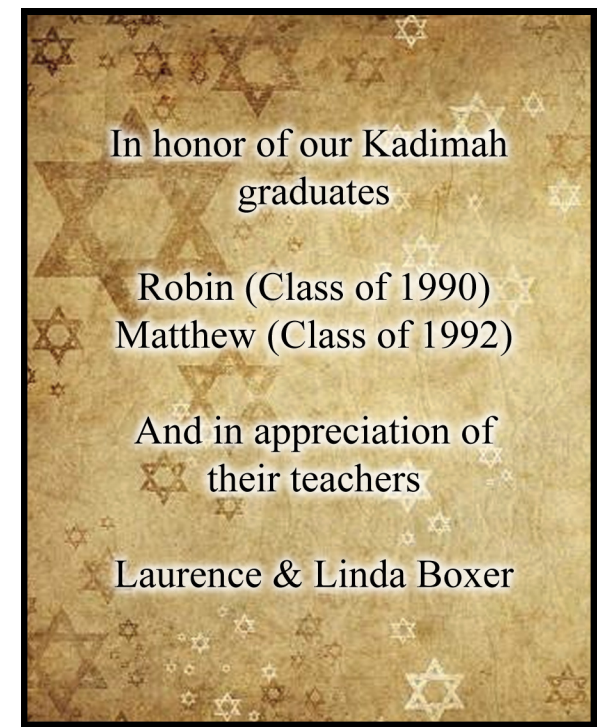 In honor of our Kadimah
graduates
Robin (Class of 1990)
Matthew (Class of 1992)
And in appreciation of
their teachers
Laurence & Linda Boxer